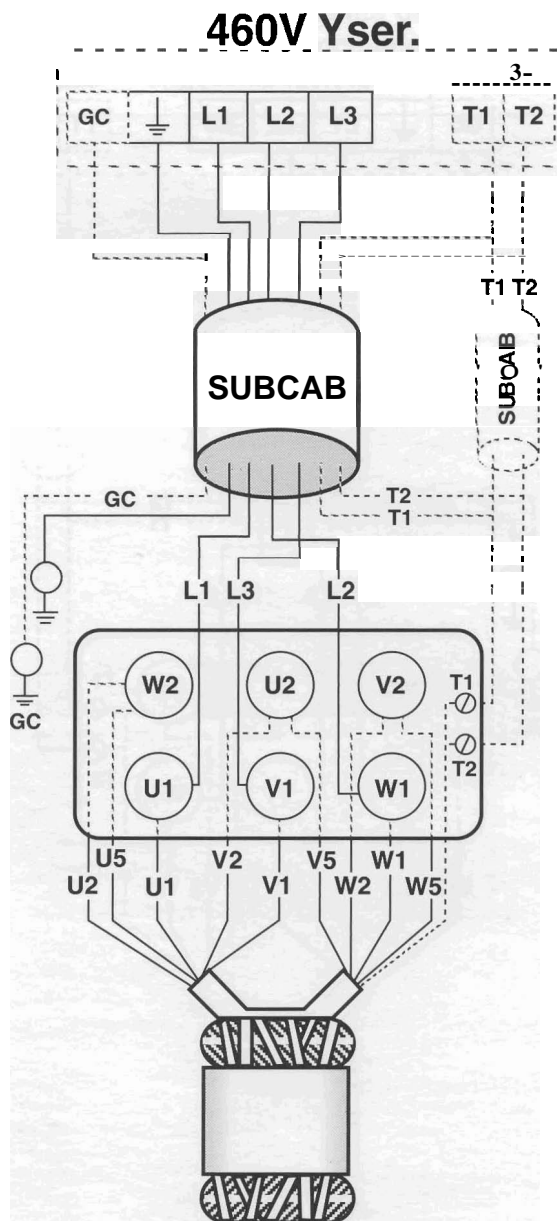 460V Yser.
3-
GC L1 L2 L3 T1 T2
T1 T2
SUBCAB
SUBOAIB
GC
T2
T1
L1 L3 L2
W2 U2 V2
T1
GC
T2
U1 V1 W1
U5 V2 V5 W1
U2 U1 V1 W2 W5